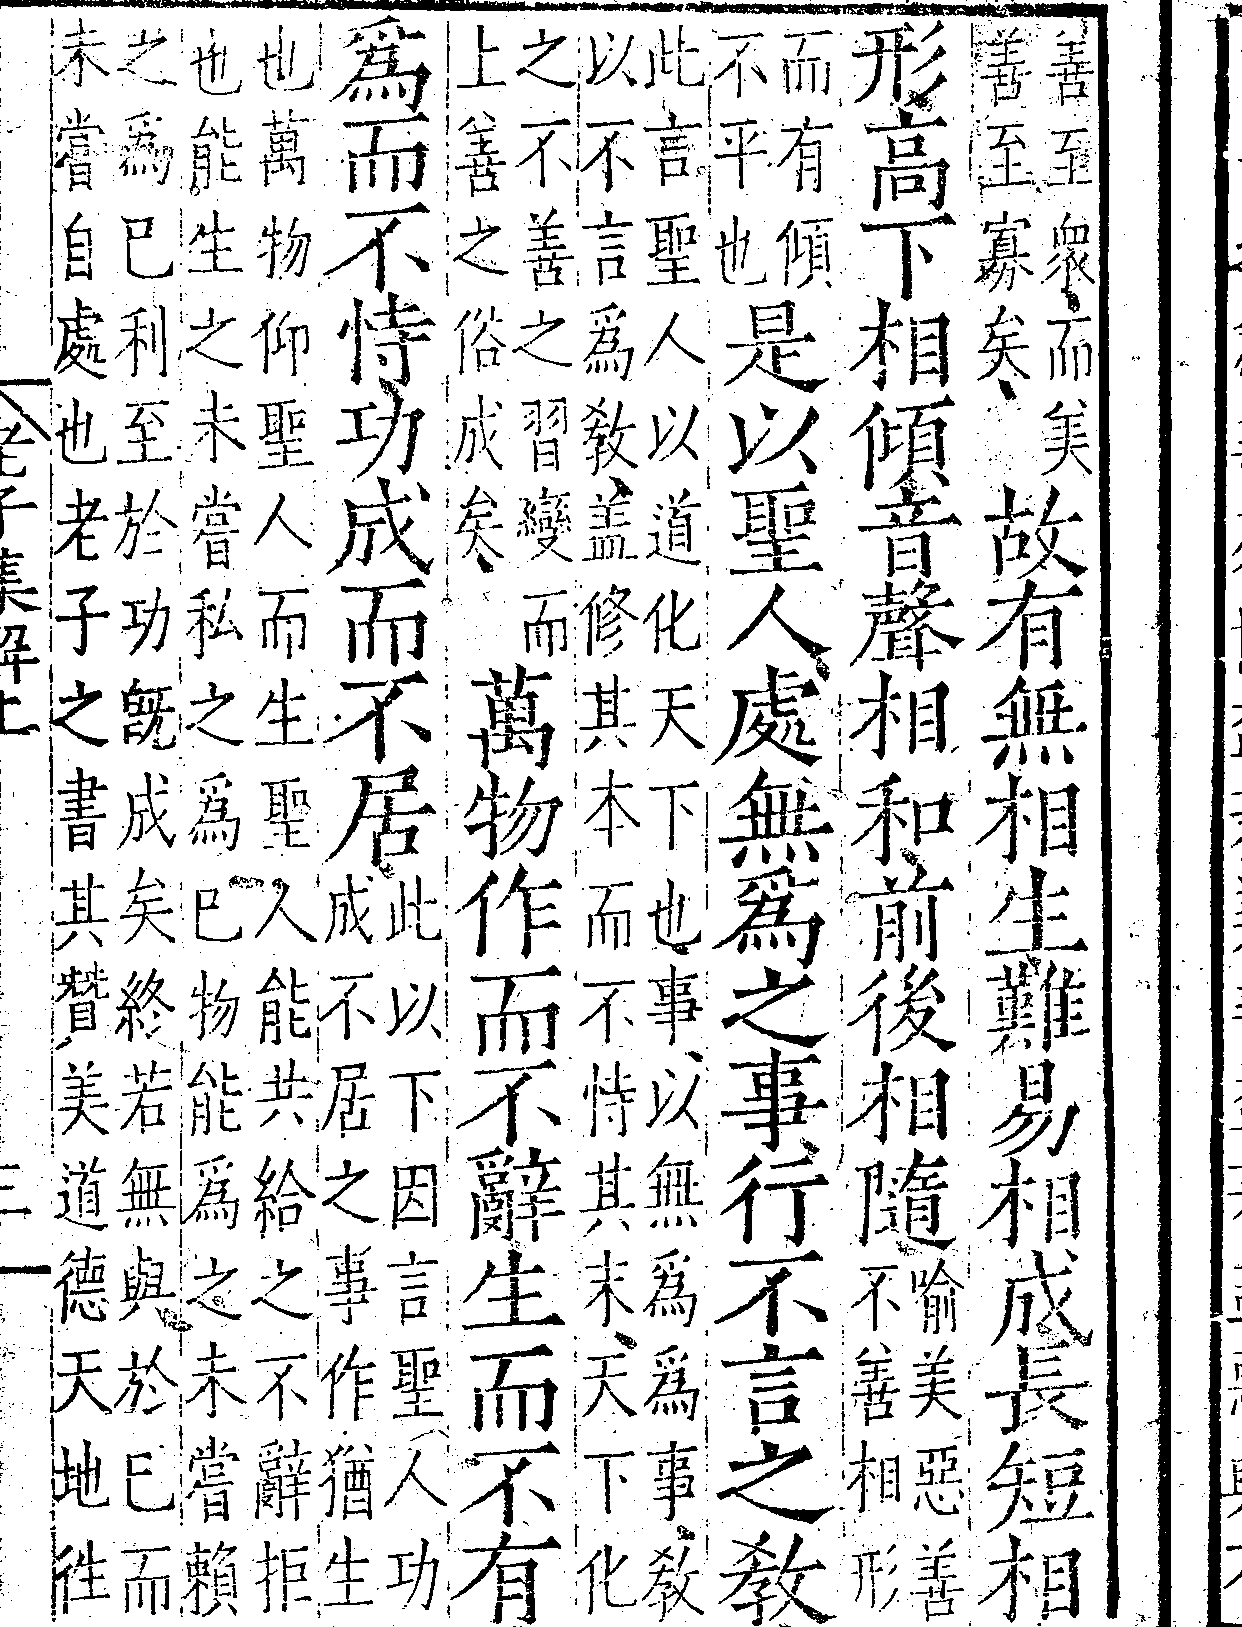 善至衆而美
善至寡矣
故有無相生難易相成長短相
形高下相傾音聲相和前後相隨
喻美惡善
不善相形
而有傾
不平也
是以聖人處無爲之事行不言之教
此言聖人以道化天下也事以無爲爲事教
以不言爲教盖修其本而不恃其末天下化
之不善之習變而
上善之俗成矣
萬物作而不辭生而不有
爲而不恃功成而不居
此以下因言聖人功
成不居之事作猶生
也萬物仰聖人而生聖人能共給之不辭拒
也能生之未嘗私之爲已物能爲之未嘗賴
之爲已利至於功旣成矣終若無與於已而
未嘗自處也老子之書其贊美道德天地徃
老子集解上
三